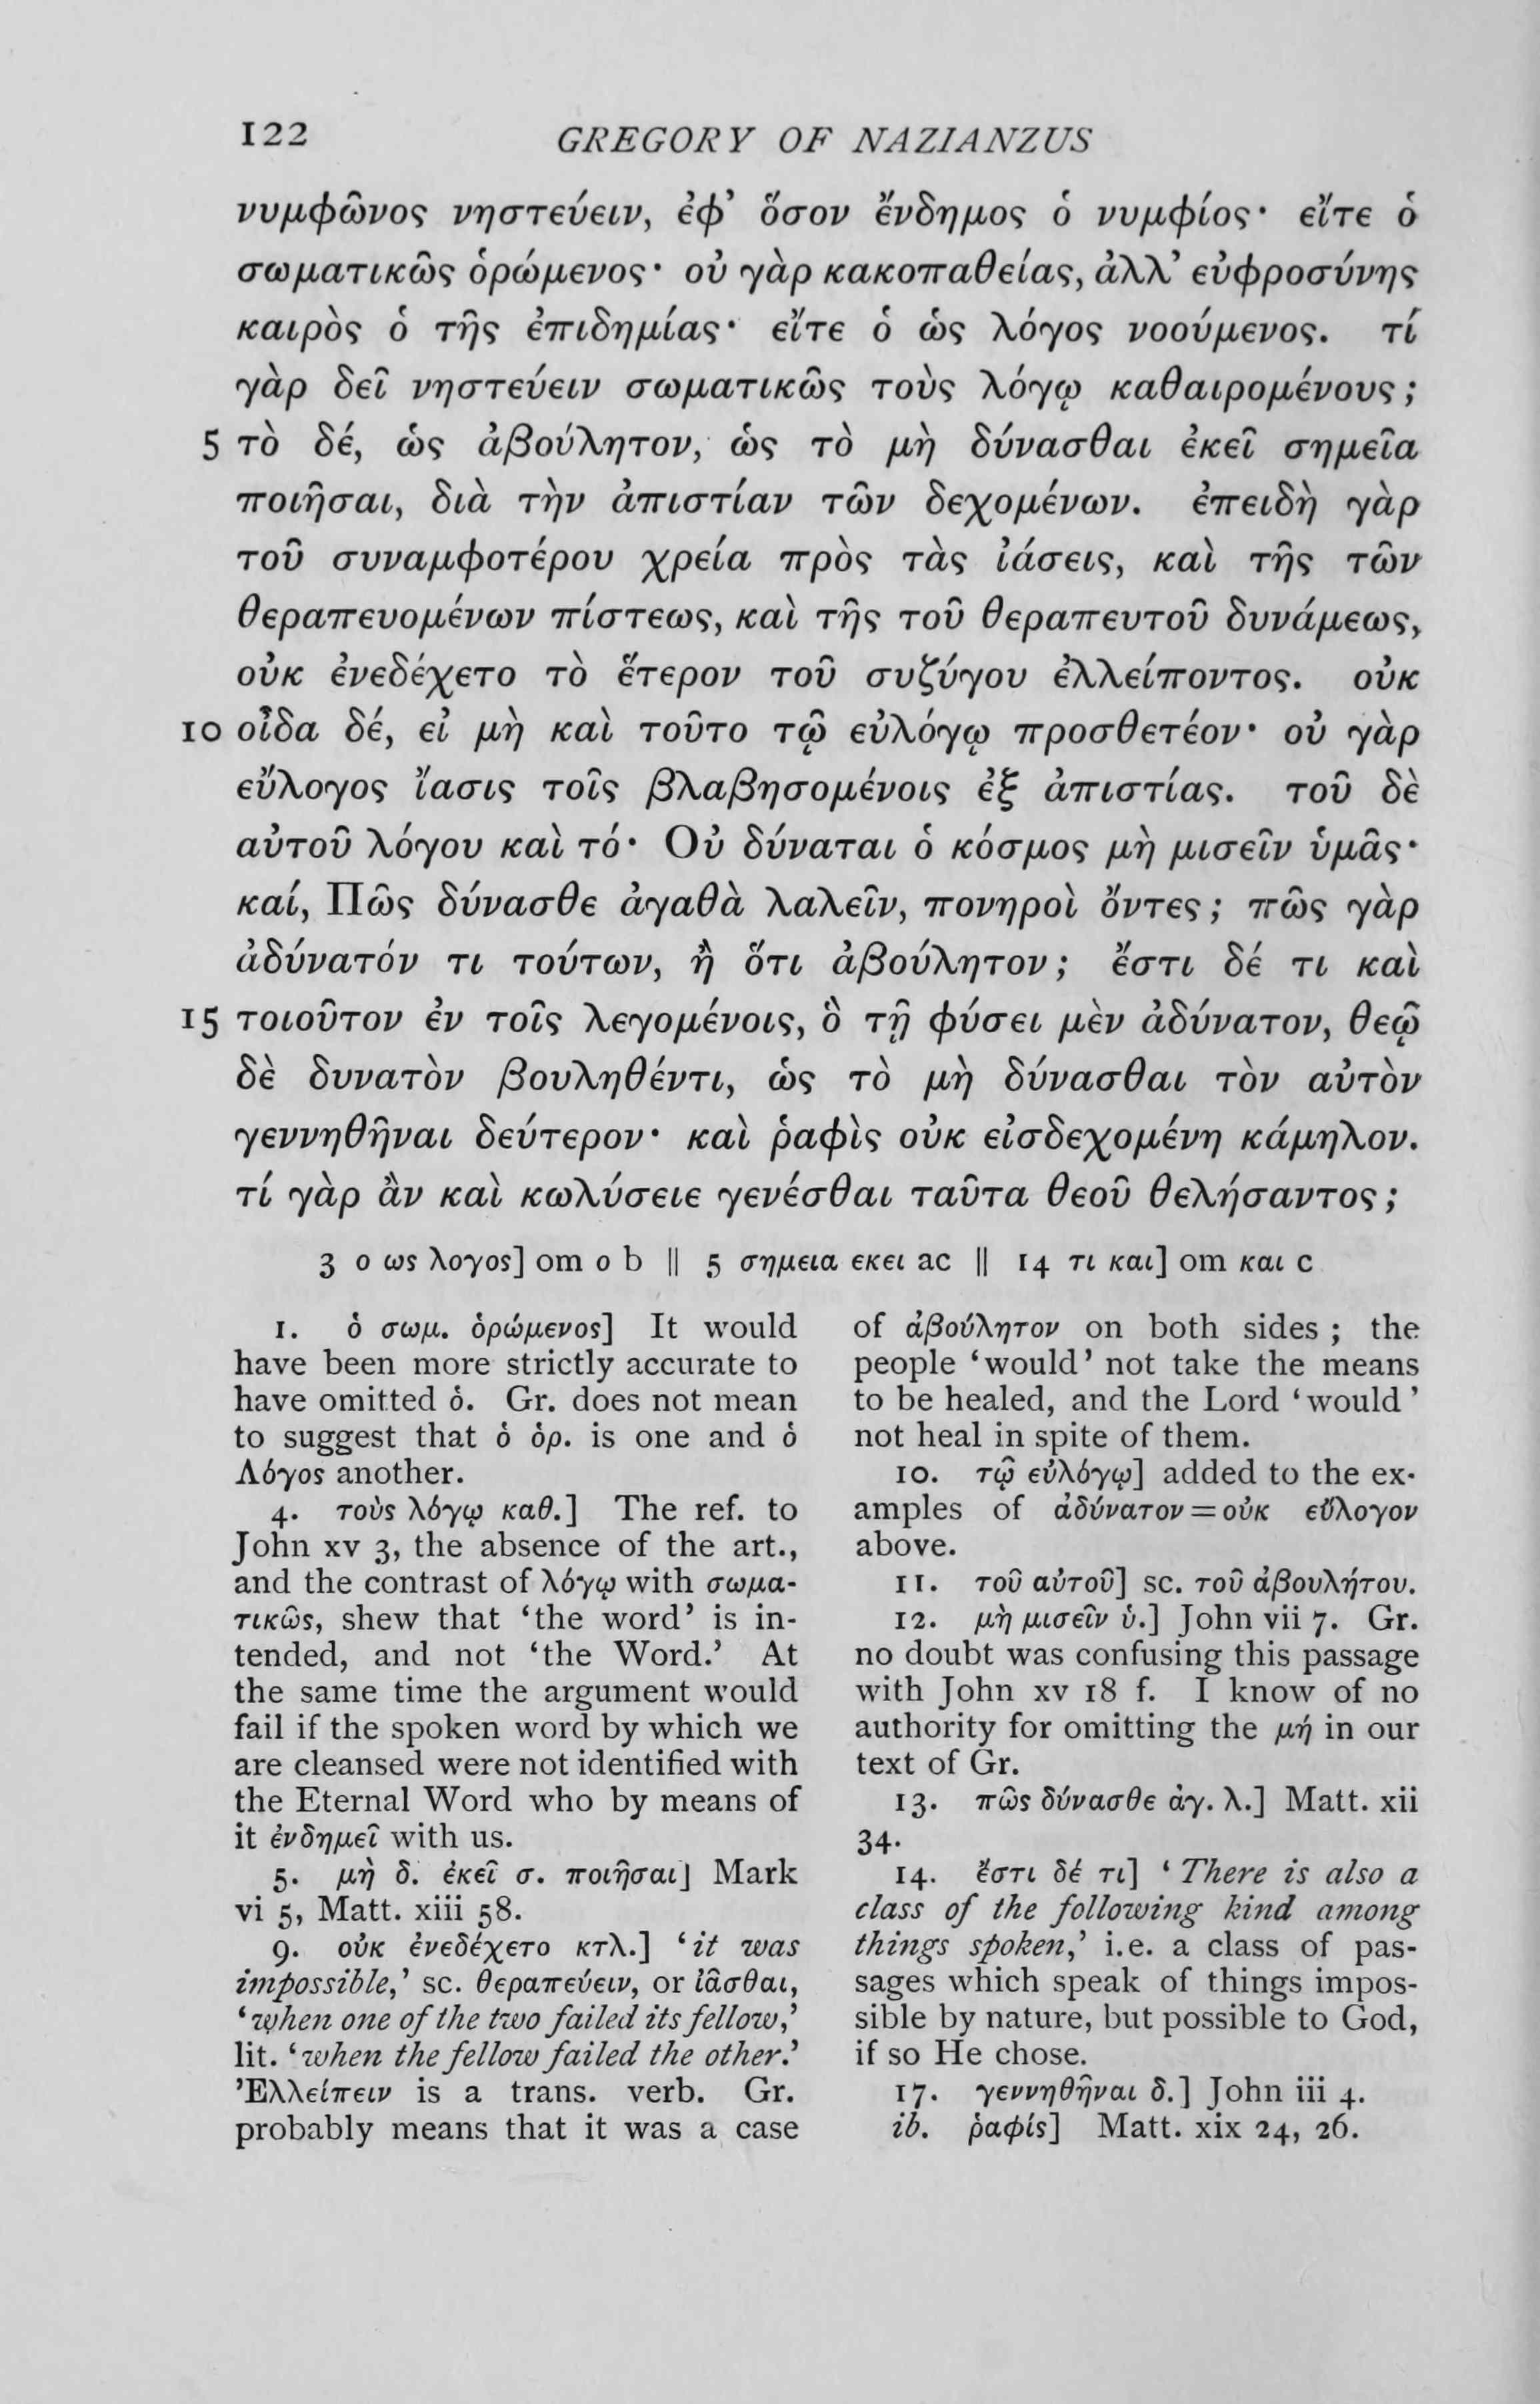 122 GREGORY OF NAZIANZUS
νυμφῶνος νηστεύειν, ἐφ’ ὅσον ἔνδημος ὁ νυμφίος· εἴτε ὁ
σωματικῶς ὁρώμενος· οὐ γὰρ κακοπαθείας, ἀλλ’ εὐφροσύνης
καιρὸς ὁ τῆς ἐπιδημίας· εἴτε ὁ ὡς λόγος νοούμενος. τί
γὰρ δεῖ νηστεύειν σωματικῶς τοὺς λόγῳ καθαιρομένους;
5 τὸ δέ, ὡς ἀβούλητον, ὡς τὸ μὴ δύνασθαι ἐκεῖ σημεῖα
ποιῆσαι, διὰ τὴν ἀπιστίαν τῶν δεχομένων. ἐπειδὴ γὰρ
τοῦ συναμφοτέρου χρεία πρὸς τὰς ἰάσεις, καὶ τῆς τῶν
θεραπευομένων πίστεως, καὶ τῆς τοῦ θεραπευτοῦ δυνάμεως,
οὐκ ἐνεδέχετο τὸ ἕτερον τοῦ συζύγου ἐλλείποντος. οὐκ
10 οἶδα δέ, εἰ μὴ καὶ τοῦτο τῷ εὐλόγῳ προσθετέον· οὐ γὰρ
εὔλογος ἴασις τοῖς βλαβησομένοις ἐξ ἀπιστίας. τοῦ δὲ
αὐτοῦ λόγου καὶ τό· Οὐ δύναται ὁ κόσμος μὴ μισεῖν ὑμᾶς·
καί, Πῶς δύνασθε ἀγαθὰ λαλεῖν, πονηροὶ ὄντες; πῶς γὰρ
ἀδύνατόν τι τούτων, ἢ ὅτι ἀβούλητον; ἔστι δέ τι καὶ
15 τοιοῦτον ἐν τοῖς λεγομένοις, ὃ τῇ φύσει μὲν ἀδύνατον, θεῷ
δὲ δυνατὸν βουληθέντι, ὡς τὸ μὴ δύνασθαι τὸν αὐτὸν
γεννηθῆναι δεύτερον· καὶ ῥαφὶς οὐκ εἰσδεχομένη κάμηλον.
τί γὰρ ἂν καὶ κωλύσειε γενέσθαι ταῦτα θεοῦ θελήσαντος;
3 ο ως λογος] om ο b || 5 σημεια εκει ac || 14 τι και] om και c
1. ὁ σωμ. ὁρώμενος] It would
have been more strictly accurate to
have omitted ὁ. Gr. does not mean
to suggest that ὁ ὁρ. is one and ὁ
Λόγος another.
4. τοὺς λόγῳ καθ.] The ref. to
John xv 3, the absence of the art.,
and the contrast of λόγῳ with σωμα-
τικῶς, shew that ‘the word’ is in-
tended, and not ‘the Word.’ At
the same time the argument would
fail if the spoken word by which we
are cleansed were not identified with
the Eternal Word who by means of
it ἐνδημεῖ with us.
5. μὴ δ. ἐκεῖ σ. ποιῆσαι] Mark
vi 5, Matt. xiii 58.
9. οὐκ ἐνεδέχετο κτλ.] ‘it was
impossible,’ sc. θεραπεύειν, or ἰᾶσθαι,
‘when one of the two failed its fellow,’
lit. ‘when the fellow failed the other.’
Ἐλλείπειν is a trans. verb. Gr.
probably means that it was a case
of ἀβούλητον on both sides; the
people ‘would’ not take the means
to be healed, and the Lord ‘would’
not heal in spite of them.
10. τῷ εὐλόγῳ] added to the ex-
amples of ἀδύνατον=οὐκ εὔλογον
above.
11. τοῦ αὐτοῦ] sc. τοῦ ἀβουλήτου.
12. μὴ μισεῖν ὑ.] John vii 7. Gr.
no doubt was confusing this passage
with John xv 18 f. I know of no
authority for omitting the μή in our
text of Gr.
13. πῶς δύνασθε ἀγ. λ.] Matt. xii
34.
14. ἔστι δέ τι] ‘There is also a
class of the following kind among
things spoken,’ i.e. a class of pas-
sages which speak of things impos-
sible by nature, but possible to God,
if so He chose.
17. γεννηθῆναι δ.] John iii 4.
ib. ῥαφίς] Matt. xix 24, 26.